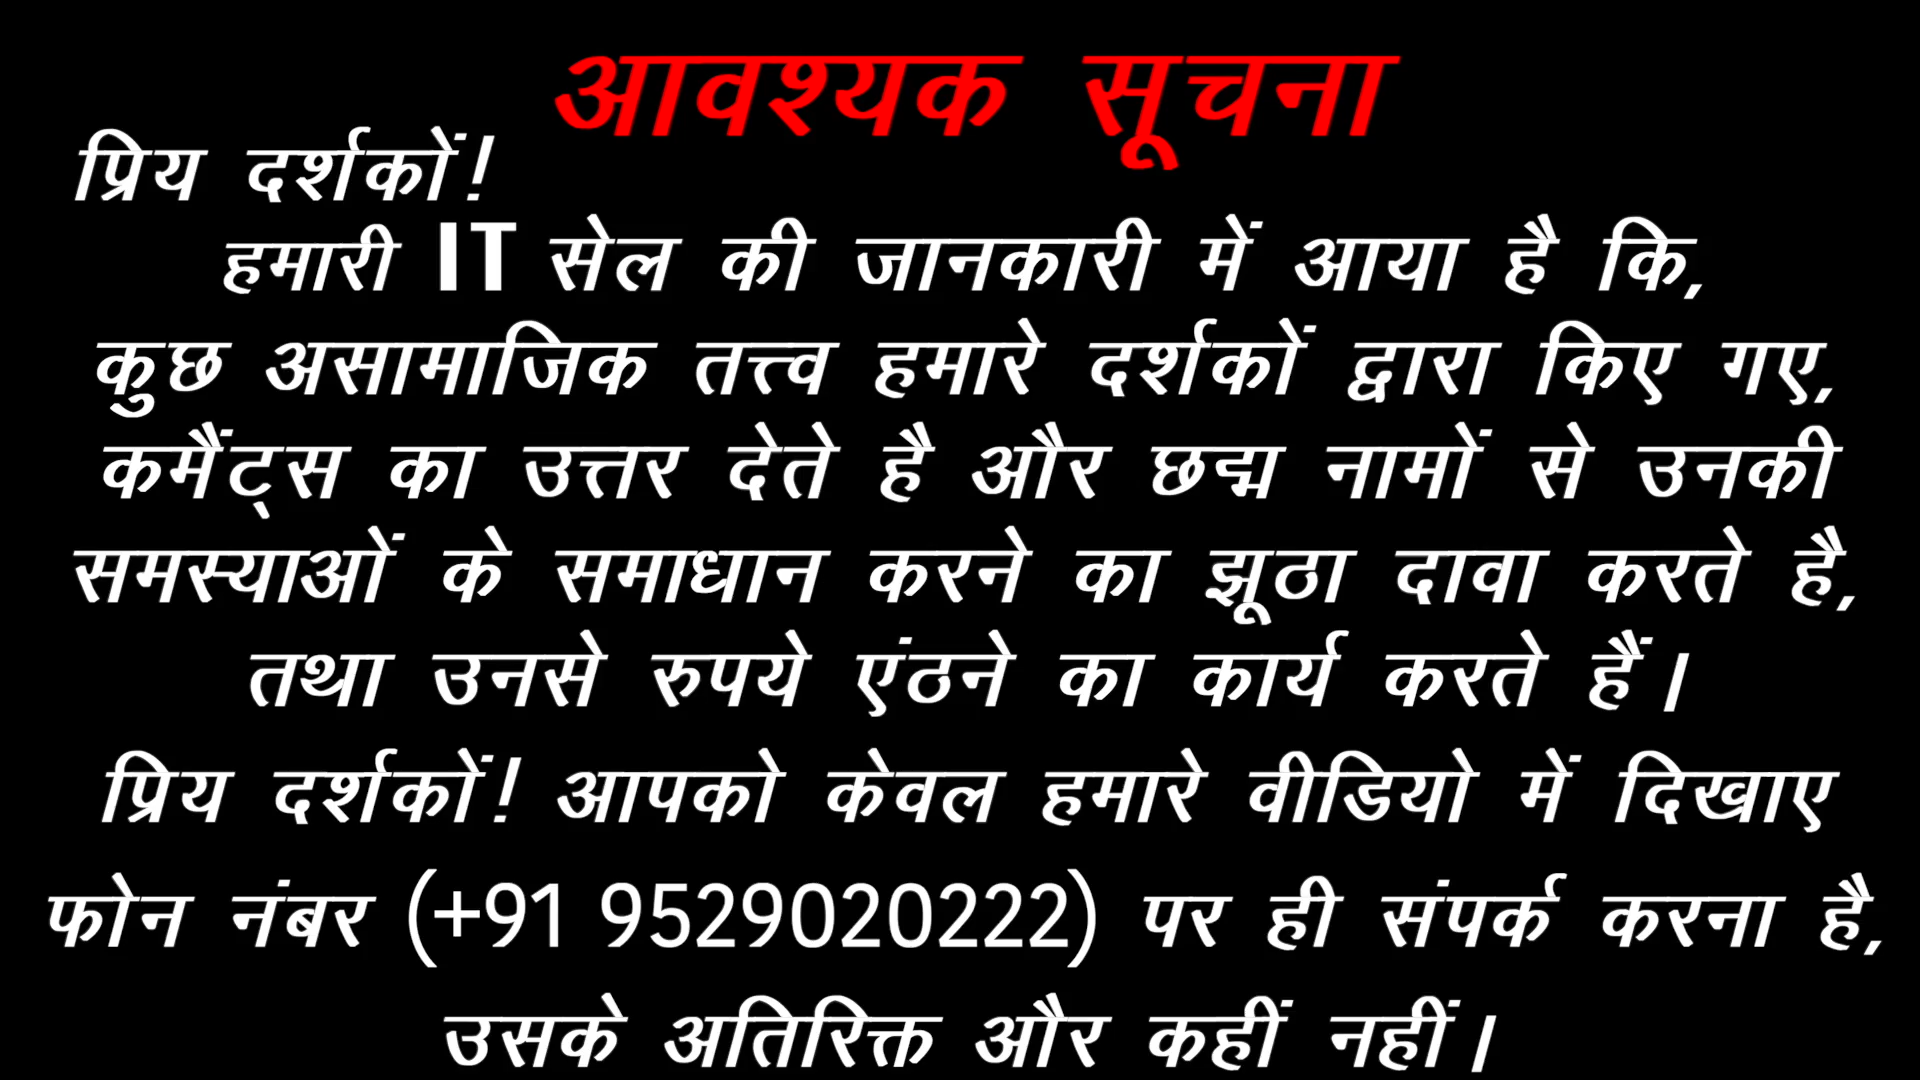 आवश्यक सूचना
प्रिय दर्शकों!
हमारी IT सेल की जानकारी में आया है कि,
कुछ असामाजिक तत्त्व हमारे दर्शकों द्वारा किए गए,
कमैंट्स का उत्तर देते है और छद्म नामों से उनकी
समस्याओं के समाधान करने का झूठा दावा करते है,
तथा उनसे रुपये एंठने का कार्य करते हैं।
प्रिय दर्शकों! आपको केवल हमारे वीडियो में दिखाए
फोन नंबर (+91 9529020222) पर ही संपर्क करना है,
उसके अतिरिक्त और कहीं नहीं।